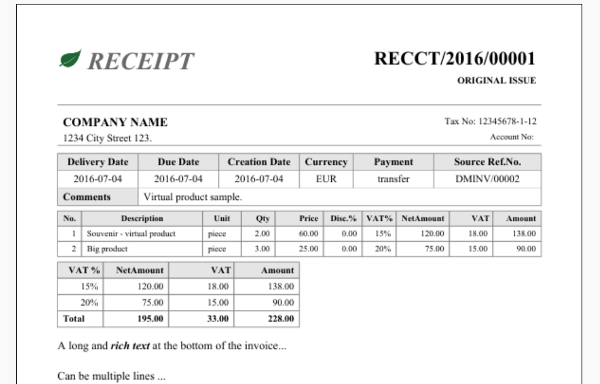 RECEIPT
RECCT/2016/00001
ORIGINAL ISSUE
COMPANY NAME
Tax No: 12345678-1-12
1234 City Street 123.
Account No:
Delivery Date Due Date Creation Date Currency Payment Source Ref.No.
2016-07-04 2016-07-04 2016-07-04 EUR transfer DMINV/00002
Comments Virtual product sample.
No. Description Unit Qty Price Disc.% VAT% NetAmount VAT Amount
1 Souvenir - virtual product piece 2.00 60.00 0.00 15% 120.00 18.00 138.00
2 Big product piece 3.00 25.00 0.00 20% 75.00 15.00 90.00
VAT % NetAmount VAT Amount
15% 120.00 18.00 138.00
20% 75.00 15.00 90.00
Total 195.00 33.00 228.00
A long and rich text at the bottom of the invoice...
Can be multiple lines ...